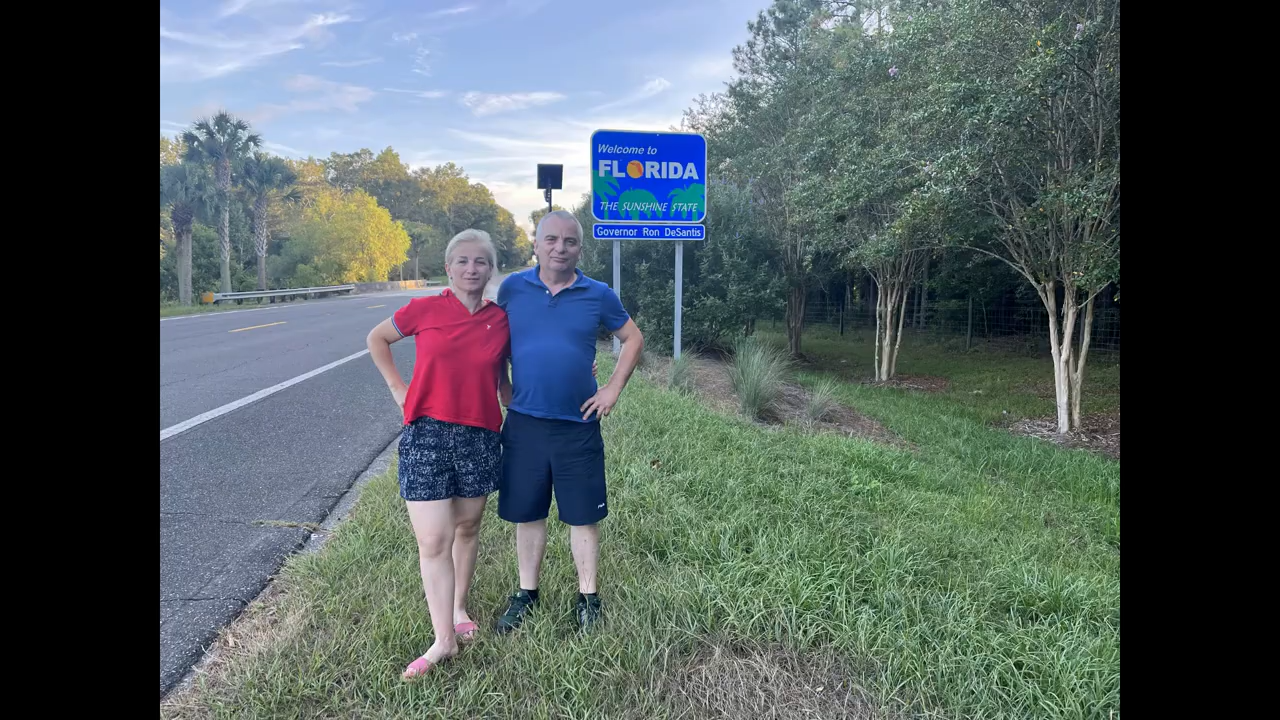 Welcome to
FLORIDA
THE SUNSHINE STATE
Governor Ron DeSantis